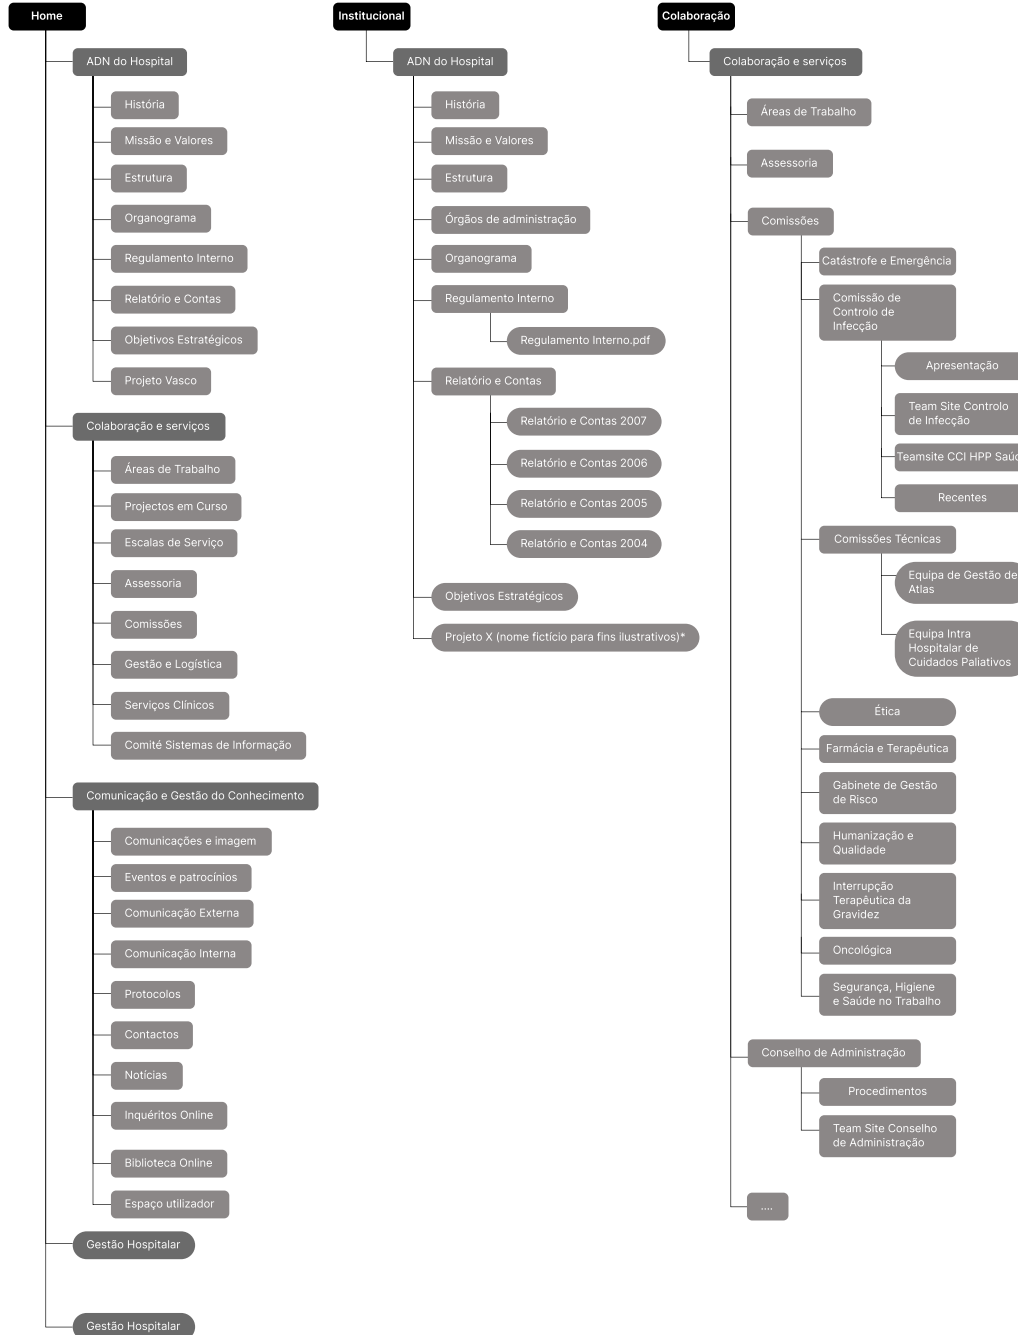 Home
ADN do Hospital
História
Missão e Valores
Estrutura
Organograma
Regulamento Interno
Relatório e Contas
Objetivos Estratégicos
Projeto Vasco
Colaboração e serviços
Áreas de Trabalho
Projectos em Curso
Escalas de Serviço
Assessoria
Comissões
Gestão e Logística
Serviços Clínicos
Comité Sistemas de Informação
Comunicação e Gestão do Conhecimento
Comunicações e imagem
Eventos e patrocínios
Comunicação Externa
Comunicação Interna
Protocolos
Contactos
Notícias
Inquéritos Online
Biblioteca Online
Espaço utilizador
Gestão Hospitalar
Gestão Hospitalar
Institucional
ADN do Hospital
História
Missão e Valores
Estrutura
Órgãos de administração
Organograma
Regulamento Interno
Regulamento Interno.pdf
Relatório e Contas
Relatório e Contas 2007
Relatório e Contas 2006
Relatório e Contas 2005
Relatório e Contas 2004
Objetivos Estratégicos
Projeto X (nome fictício para fins ilustrativos)*
Colaboração
Colaboração e serviços
Áreas de Trabalho
Assessoria
Comissões
Catástrofe e Emergência
Comissão de
Controlo de
Infecção
Apresentação
Team Site Controlo
de Infecção
Teamsite CCI HPP
Recentes
Comissões Técnicas
Equipa de Gestão de
Atlas
Equipa Intra
Hospitalar de
Cuidados Paliativos
Ética
Farmácia e Terapêutica
Gabinete de Gestão
de Risco
Humanização e
Qualidade
Interrupção
Terapêutica da
Gravidez
Oncológica
Segurança, Higiene
e Saúde no Trabalho
Conselho de Administração
Procedimentos
Team Site Conselho
de Administração
....